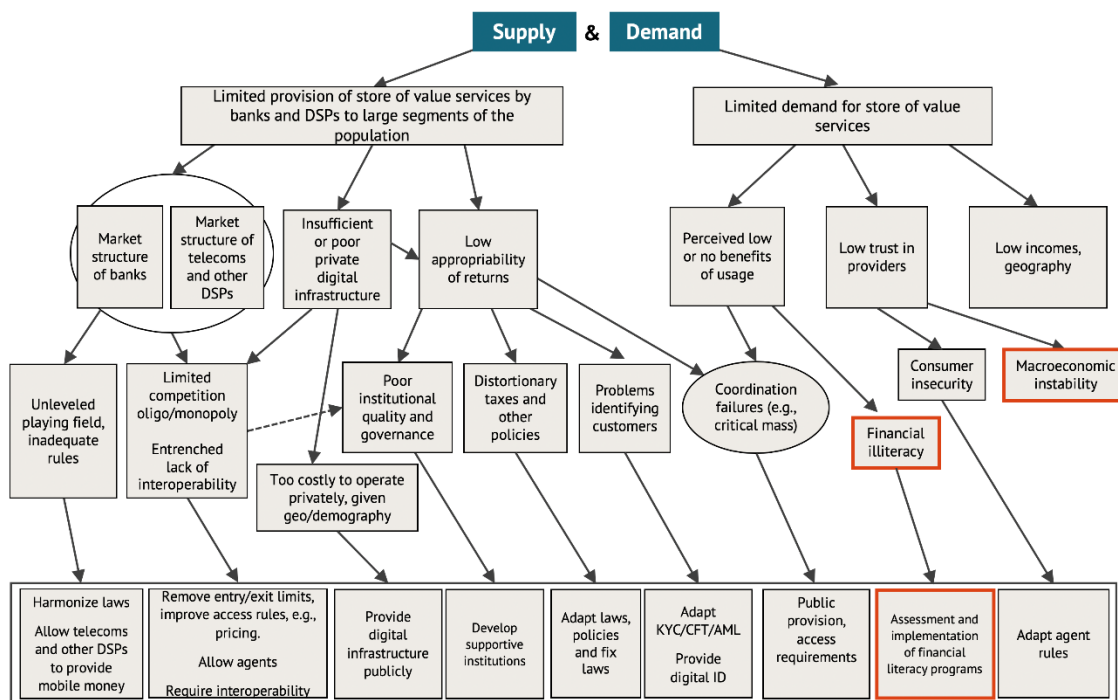 Supply & Demand
Limited provision of store of value services by
banks and DSPs to large segments of the
population
Limited demand for store of value
services
Market
structure
of banks
Market
structure of
telecoms
and other
DSPs
Insufficient
or poor
private
digital
infrastructure
Low
appropriability
of returns
Perceived low
or no benefits
of usage
Low trust in
providers
Low incomes,
geography
Unleveled
playing field,
inadequate
rules
Limited
competition
oligo/monopoly
Entrenched
lack of
interoperability
Poor
institutional
quality and
governance
Distortionary
taxes and
other
policies
Problems
identifying
customers
Coordination
failures (e.g.,
critical mass)
Consumer
insecurity
Macroeconomic
instability
Financial
illiteracy
Too costly to operate
privately, given
geo/demography
Harmonize laws
Allow telecoms
and other DSPs
to provide
mobile money
Remove entry/exit limits,
improve access rules, e.g.,
pricing.
Allow agents
Require interoperability
Provide
digital
infrastructure
publicly
Develop
supportive
institutions
Adapt laws,
policies
and fix
laws
Adapt
KYC/CFT/AML
Provide
digital ID
Public
provision,
access
requirements
Assessment and
implementation
of financial
literacy programs
Adapt agent
rules